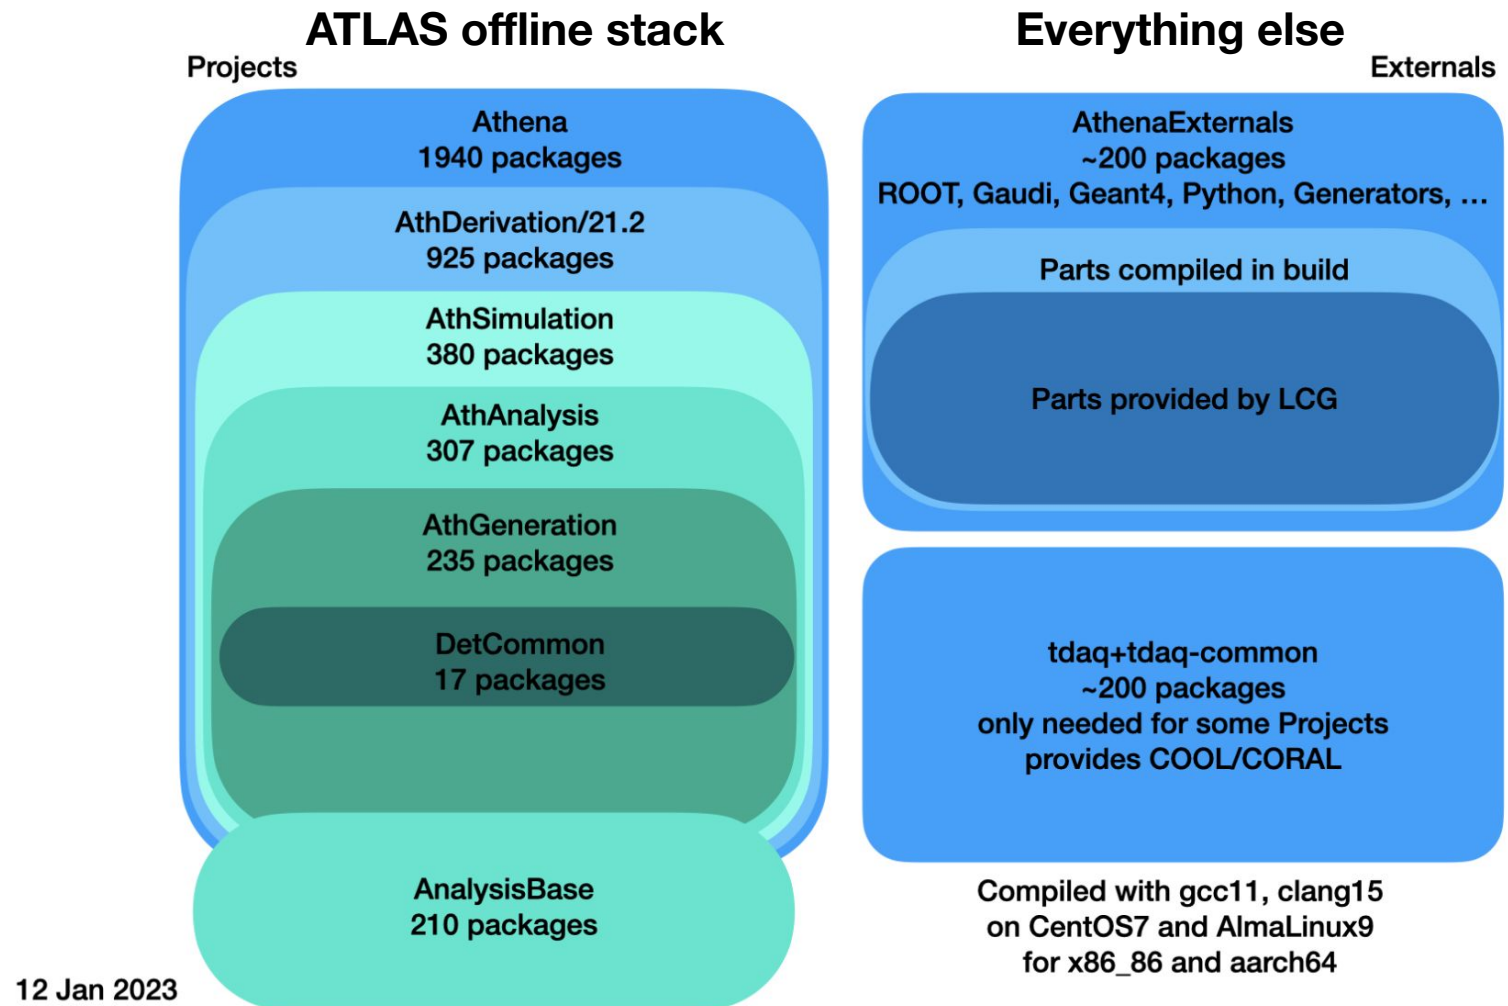 ATLAS offline stack
Projects
Athena
1940 packages
AthDerivation/21.2
925 packages
AthSimulation
380 packages
AthAnalysis
307 packages
AthGeneration
235 packages
DetCommon
17 packages
AnalysisBase
210 packages
12 Jan 2023
Everything else
Externals
AthenaExternals
~200 packages
ROOT, Gaudi, Geant4, Python, Generators, …
Parts compiled in build
Parts provided by LCG
tdaq+tdaq-common
~200 packages
only needed for some Projects
provides COOL/CORAL
Compiled with gcc11, clang15
on CentOS7 and AlmaLinux9
for x86_86 and aarch64